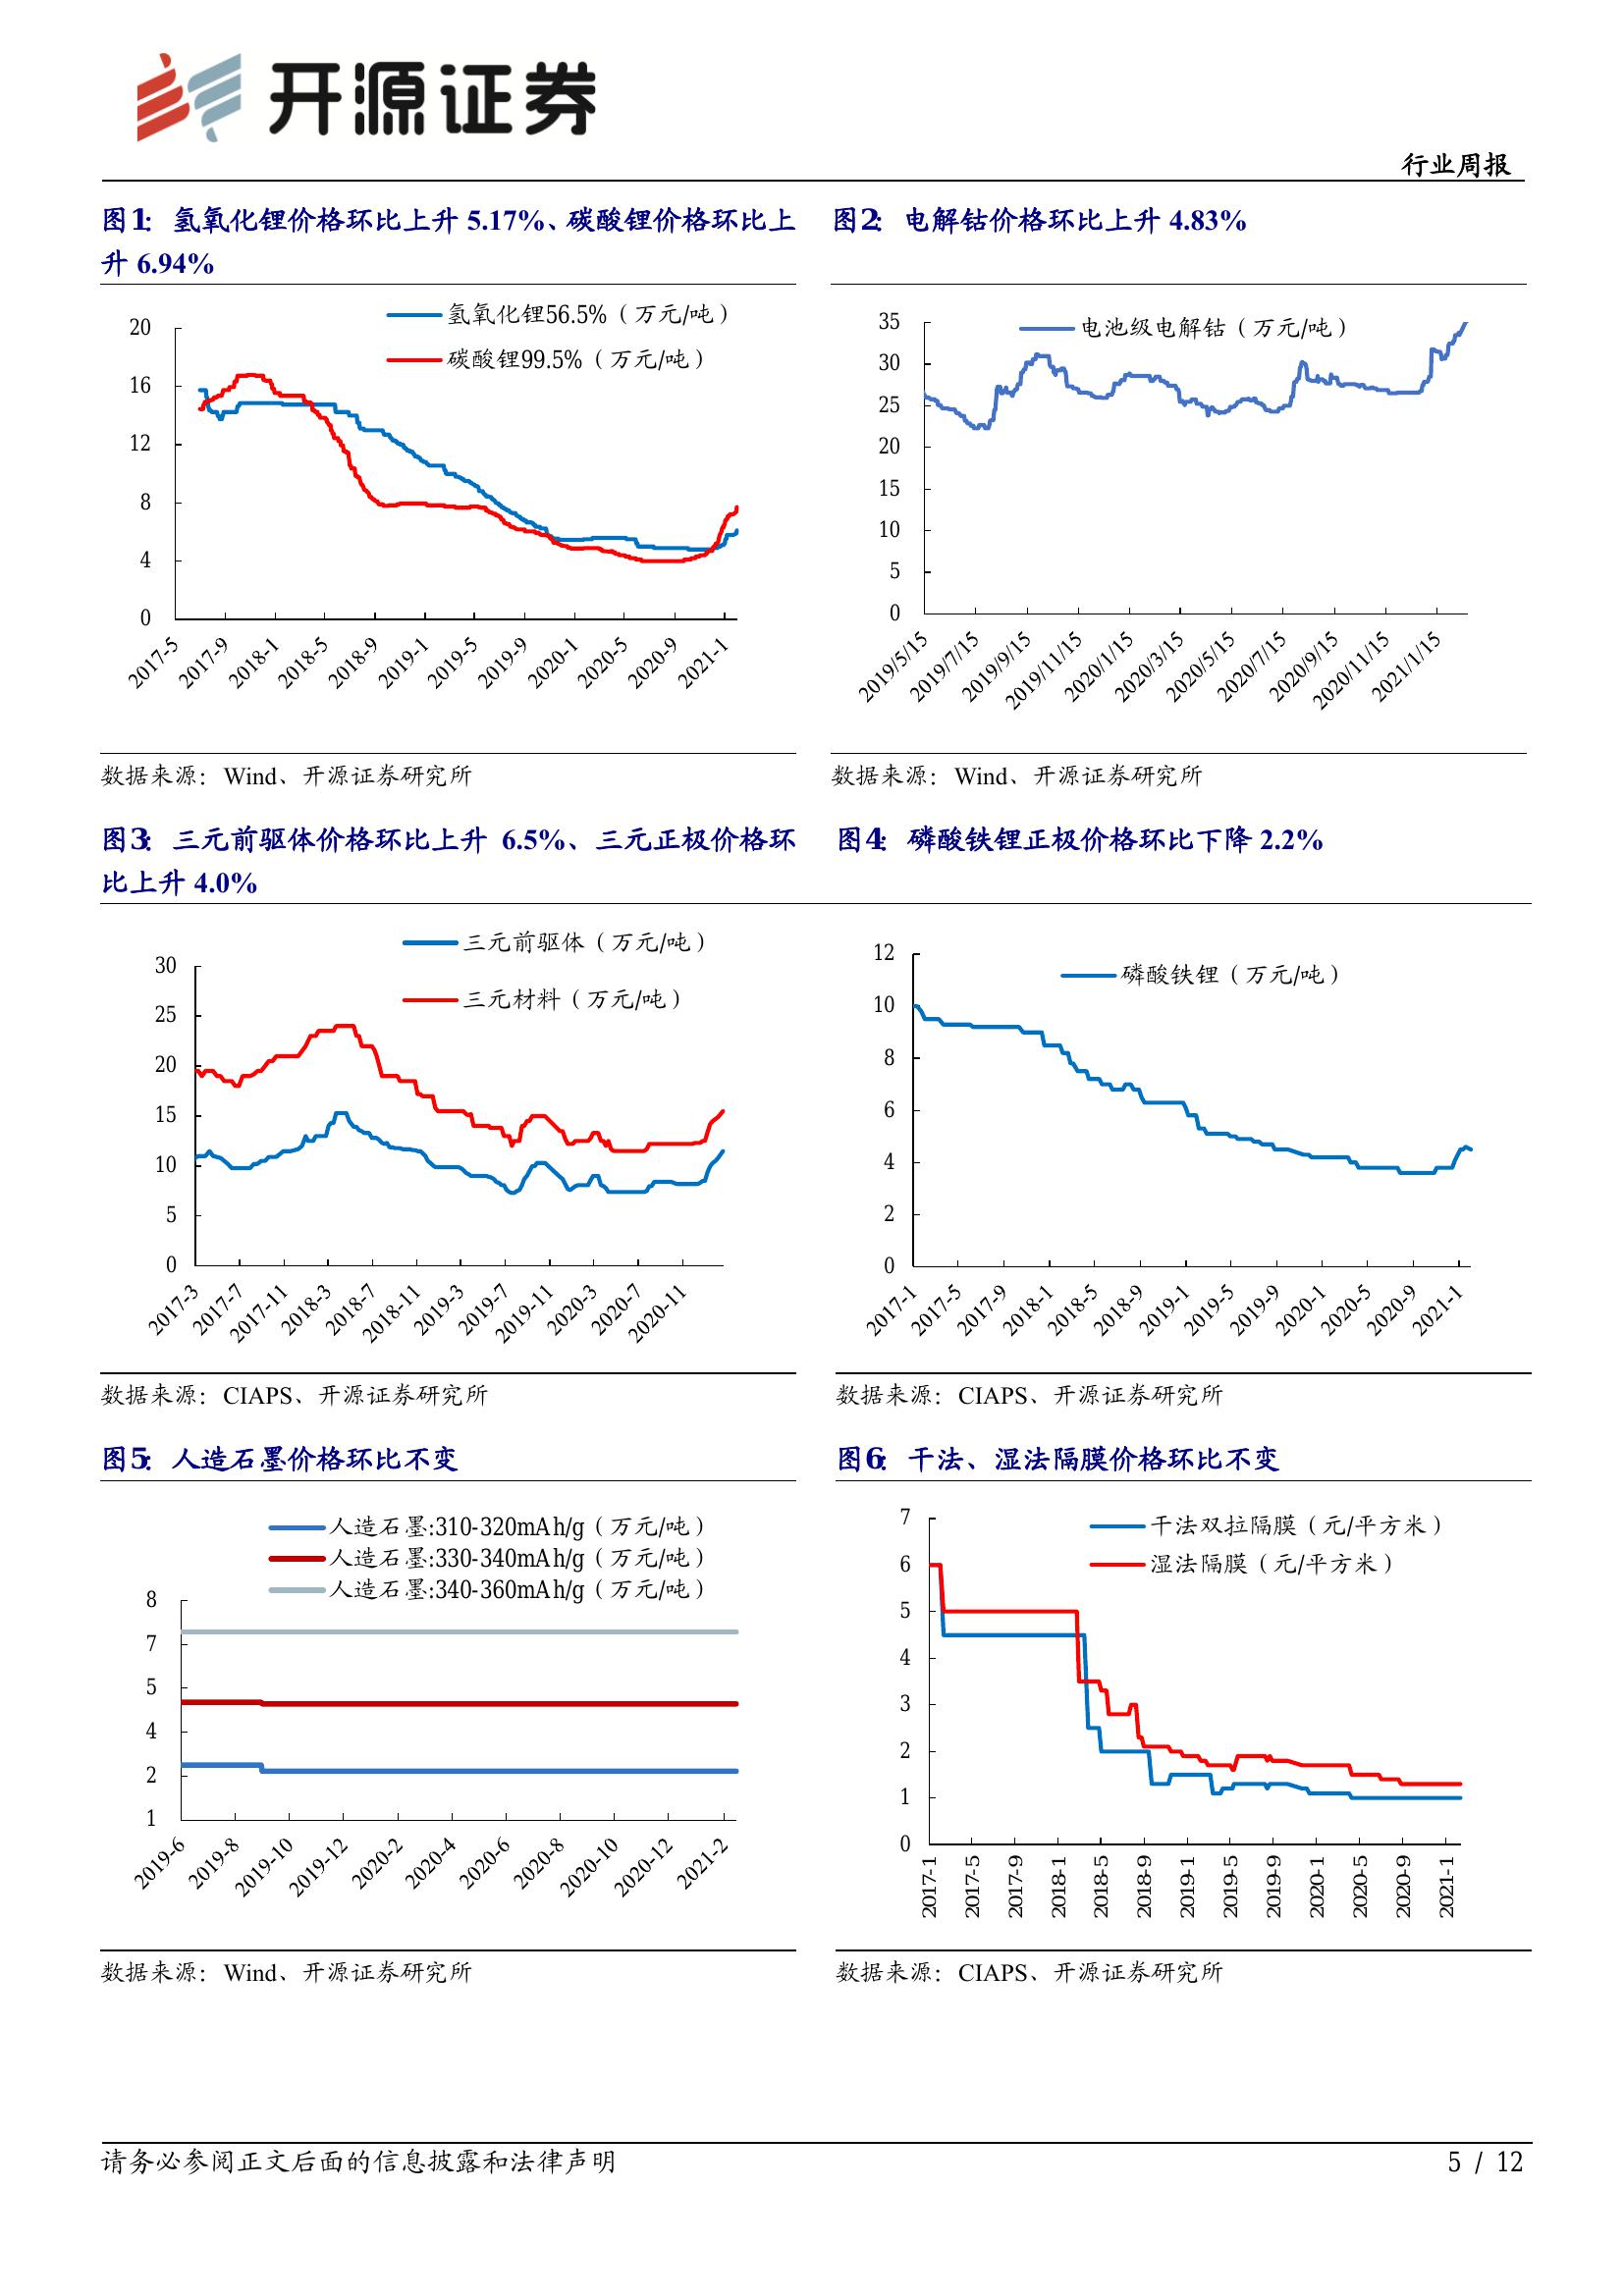 开源证券
行业周报
图1：氢氧化锂价格环比上升 5.17%、碳酸锂价格环比上
升 6.94%
氢氧化锂56.5%（万元/吨）
碳酸锂99.5%（万元/吨）
20
16
12
8
4
0
2017-5 2017-9 2018-1 2018-5 2018-9 2019-1 2019-5 2019-9 2020-1 2020-5 2020-9 2021-1
数据来源：Wind、开源证券研究所
图2：电解钴价格环比上升 4.83%
电池级电解钴（万元/吨）
35
30
25
20
15
10
5
0
2019/5/15 2019/7/15 2019/9/15 2019/11/15 2020/1/15 2020/3/15 2020/5/15 2020/7/15 2020/9/15 2020/11/15 2021/1/15
数据来源：Wind、开源证券研究所
图3：三元前驱体价格环比上升 6.5%、三元正极价格环
比上升 4.0%
三元前驱体（万元/吨）
三元材料（万元/吨）
30
25
20
15
10
5
0
2017-3 2017-7 2017-11 2018-3 2018-7 2018-11 2019-3 2019-7 2019-11 2020-3 2020-7 2020-11
数据来源：CIAPS、开源证券研究所
图4：磷酸铁锂正极价格环比下降 2.2%
磷酸铁锂（万元/吨）
12
10
8
6
4
2
0
2017-1 2017-5 2017-9 2018-1 2018-5 2018-9 2019-1 2019-5 2019-9 2020-1 2020-5 2020-9 2021-1
数据来源：CIAPS、开源证券研究所
图5：人造石墨价格环比不变
人造石墨:310-320mAh/g（万元/吨）
人造石墨:330-340mAh/g（万元/吨）
人造石墨:340-360mAh/g（万元/吨）
8
7
5
4
2
1
2019-6 2019-8 2019-10 2019-12 2020-2 2020-4 2020-6 2020-8 2020-10 2020-12 2021-2
数据来源：Wind、开源证券研究所
图6：干法、湿法隔膜价格环比不变
干法双拉隔膜（元/平方米）
湿法隔膜（元/平方米）
7
6
5
4
3
2
1
0
2017-1 2017-5 2017-9 2018-1 2018-5 2018-9 2019-1 2019-5 2019-9 2020-1 2020-5 2020-9 2021-1
数据来源：CIAPS、开源证券研究所
请务必参阅正文后面的信息披露和法律声明
5 / 12